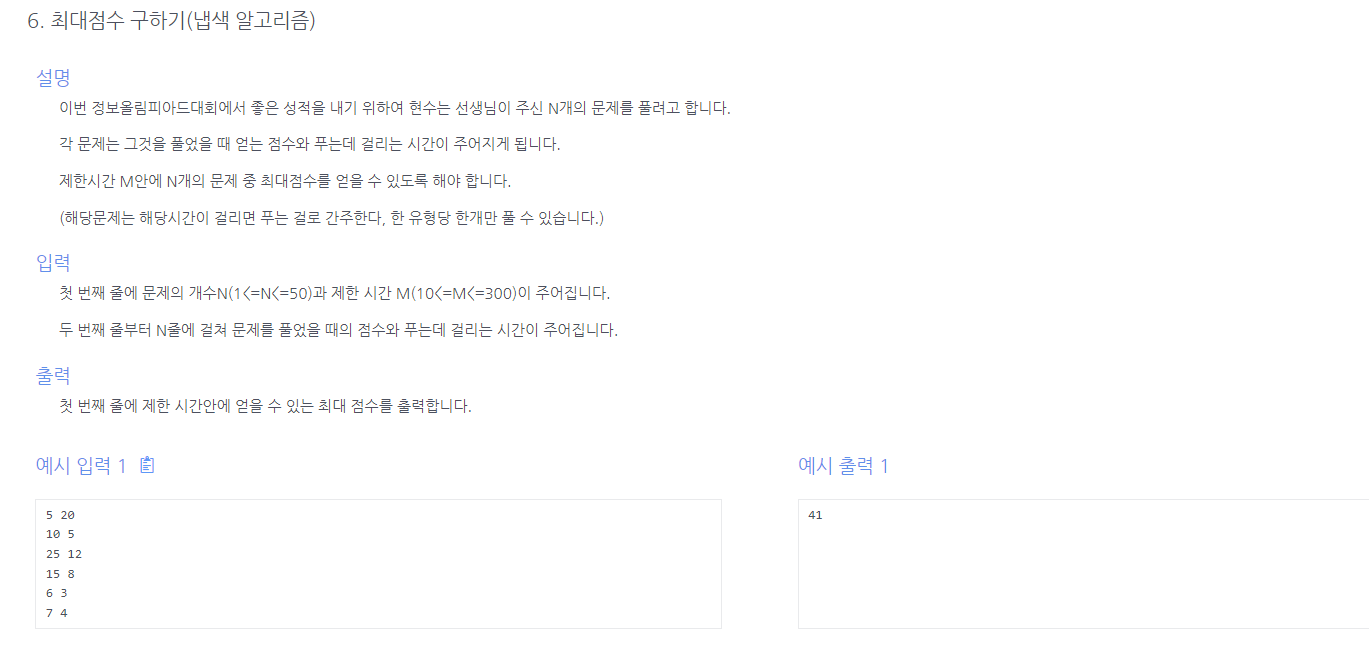 6. 최대점수 구하기(냅색 알고리즘)
설명
이번 정보올림피아드대회에서 좋은 성적을 내기 위하여 현수는 선생님이 주신 N개의 문제를 풀려고 합니다.
각 문제는 그것을 풀었을 때 얻는 점수와 푸는데 걸리는 시간이 주어지게 됩니다.
제한시간 M안에 N개의 문제 중 최대점수를 얻을 수 있도록 해야 합니다.
(해당문제는 해당시간이 걸리면 푸는 걸로 간주한다, 한 유형당 한개만 풀 수 있습니다.)
입력
첫 번째 줄에 문제의 개수N(1<=N<=50)과 제한 시간 M(10<=M<=300)이 주어집니다.
두 번째 줄부터 N줄에 걸쳐 문제를 풀었을 때의 점수와 푸는데 걸리는 시간이 주어집니다.
출력
첫 번째 줄에 제한 시간안에 얻을 수 있는 최대 점수를 출력합니다.
예시 입력 1
5 20
10 5
25 12
15 8
6 3
7 4
예시 출력 1
41